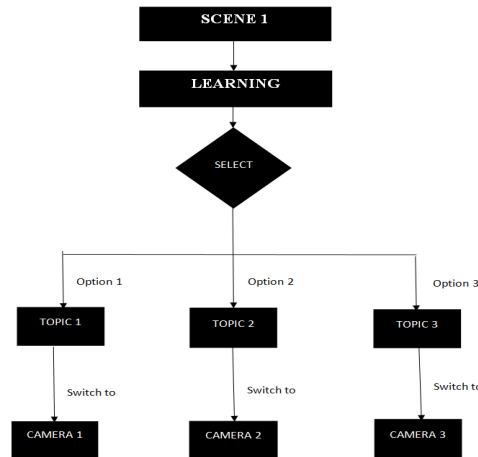 SCENE 1
LEARNING
SELECT
Option 1
Option 2
Option 3
TOPIC 1
TOPIC 2
TOPIC 3
Switch to
Switch to
Switch to
CAMERA 1
CAMERA 2
CAMERA 3